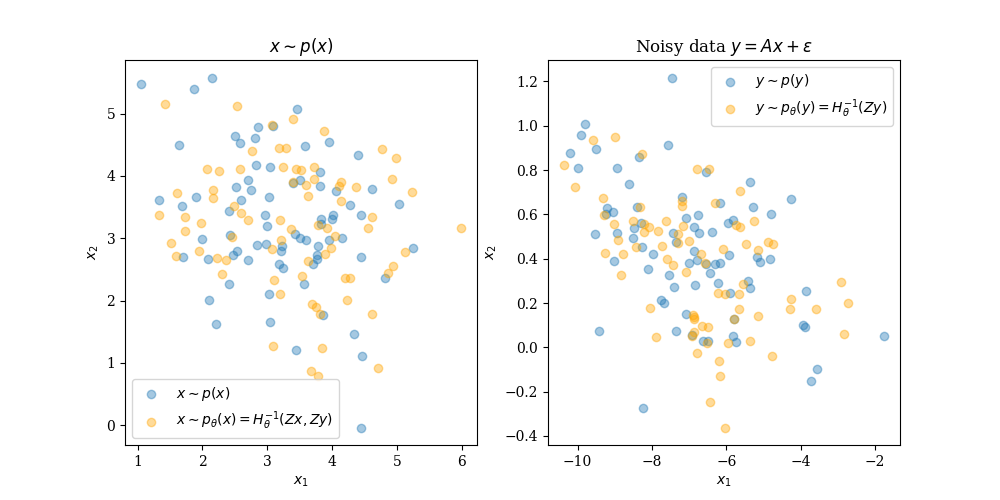 x ∼ p(x)
5
4
3
2
1
0
x₂
1
2
3
4
5
6
x₁
x ∼ p(x)
x ∼ p_θ(x) = H_θ^{-1}(Zx, Zy)
Noisy data y = Ax + ε
1.2
1.0
0.8
0.6
0.4
0.2
0.0
−0.2
−0.4
x₂
−10
−8
−6
−4
−2
x₁
y ∼ p(y)
y ∼ p_θ(y) = H_θ^{-1}(Zy)